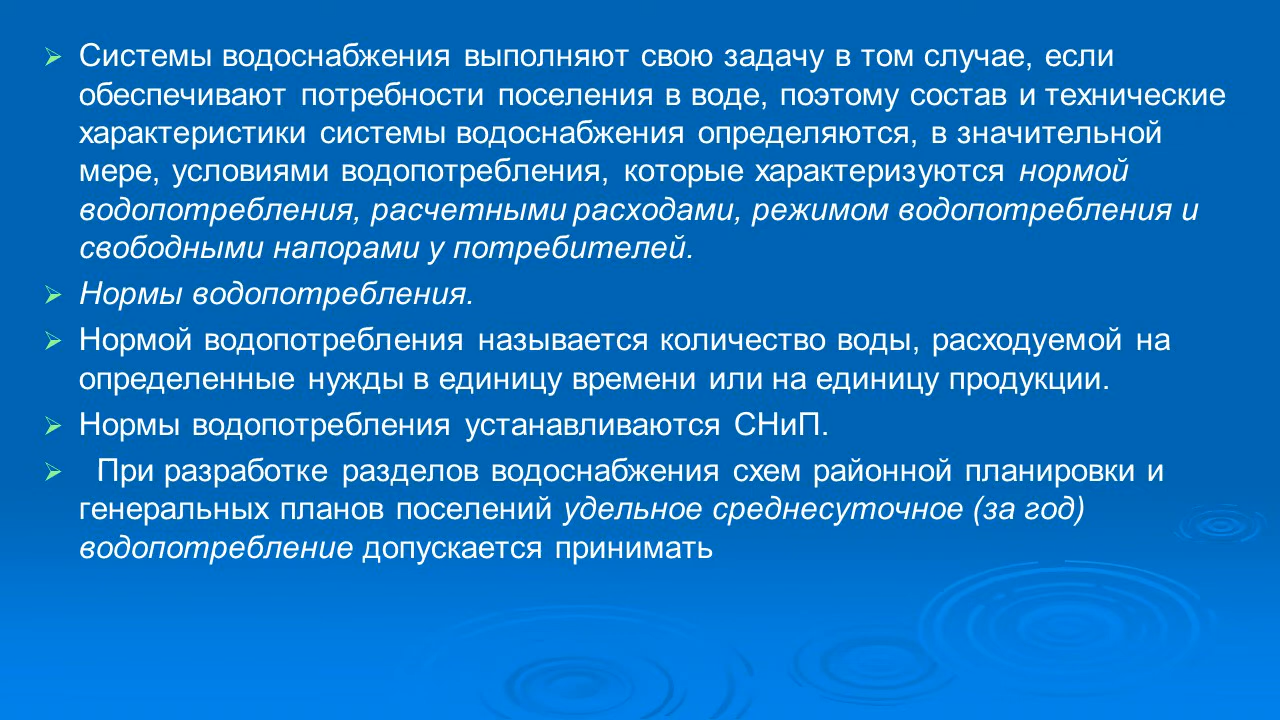 Системы водоснабжения выполняют свою задачу в том случае, если
обеспечивают потребности поселения в воде, поэтому состав и технические
характеристики системы водоснабжения определяются, в значительной
мере, условиями водопотребления, которые характеризуются нормой
водопотребления, расчетными расходами, режимом водопотребления и
свободными напорами у потребителей.
Нормы водопотребления.
Нормой водопотребления называется количество воды, расходуемой на
определенные нужды в единицу времени или на единицу продукции.
Нормы водопотребления устанавливаются СНиП.
При разработке разделов водоснабжения схем районной планировки и
генеральных планов поселений удельное среднесуточное (за год)
водопотребление допускается принимать